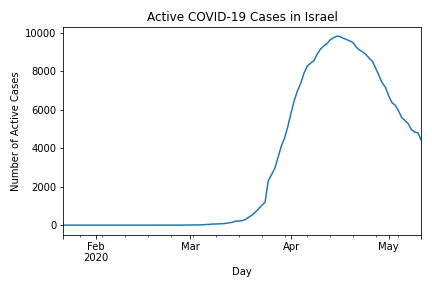 Active COVID-19 Cases in Israel
10000
8000
6000
4000
2000
0
Number of Active Cases
Feb
2020
Mar
Apr
May
Day